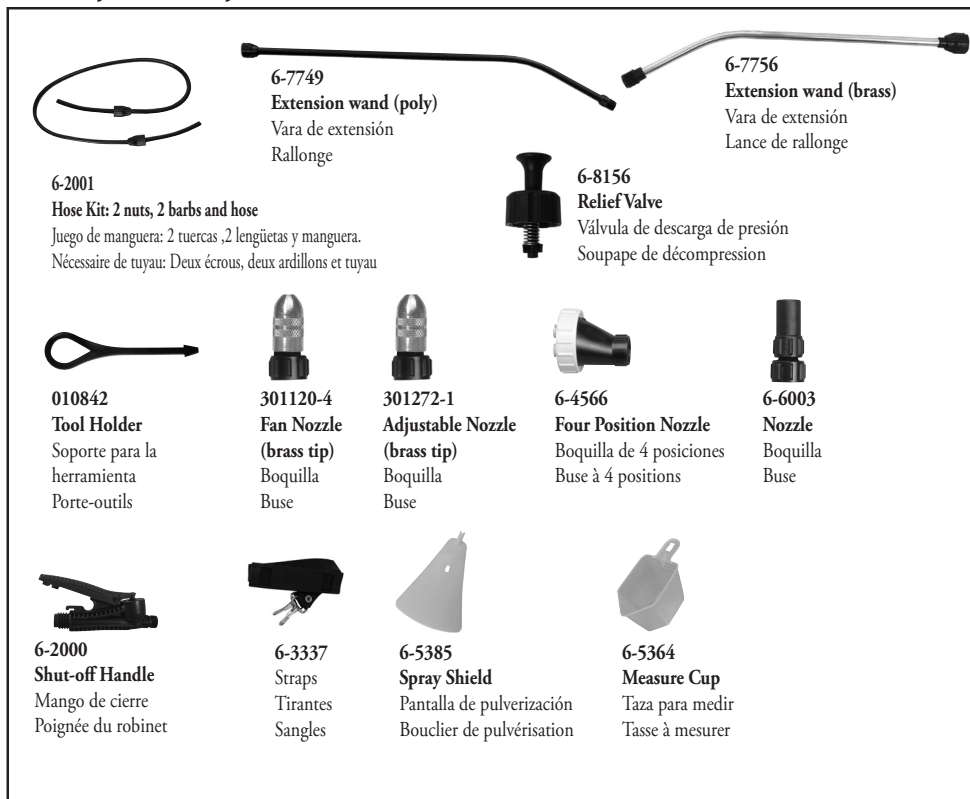 6-7749
Extension wand (poly)
Vara de extensión
Rallonge
6-7756
Extension wand (brass)
Vara de extensión
Lance de rallonge
6-2001
Hose Kit: 2 nuts, 2 barbs and hose
Juego de manguera: 2 tuercas ,2 lengüetas y manguera.
Nécessaire de tuyau: Deux écrous, deux ardillons et tuyau
6-8156
Relief Valve
Válvula de descarga de presión
Soupape de décompression
010842
Tool Holder
Soporte para la
herramienta
Porte-outils
301120-4
Fan Nozzle
(brass tip)
Boquilla
Buse
301272-1
Adjustable Nozzle
(brass tip)
Boquilla
Buse
6-4566
Four Position Nozzle
Boquilla de 4 posiciones
Buse à 4 positions
6-6003
Nozzle
Boquilla
Buse
6-2000
Shut-off Handle
Mango de cierre
Poignée du robinet
6-3337
Straps
Tirantes
Sangles
6-5385
Spray Shield
Pantalla de pulverización
Bouclier de pulvérisation
6-5364
Measure Cup
Taza para medir
Tasse à mesurer